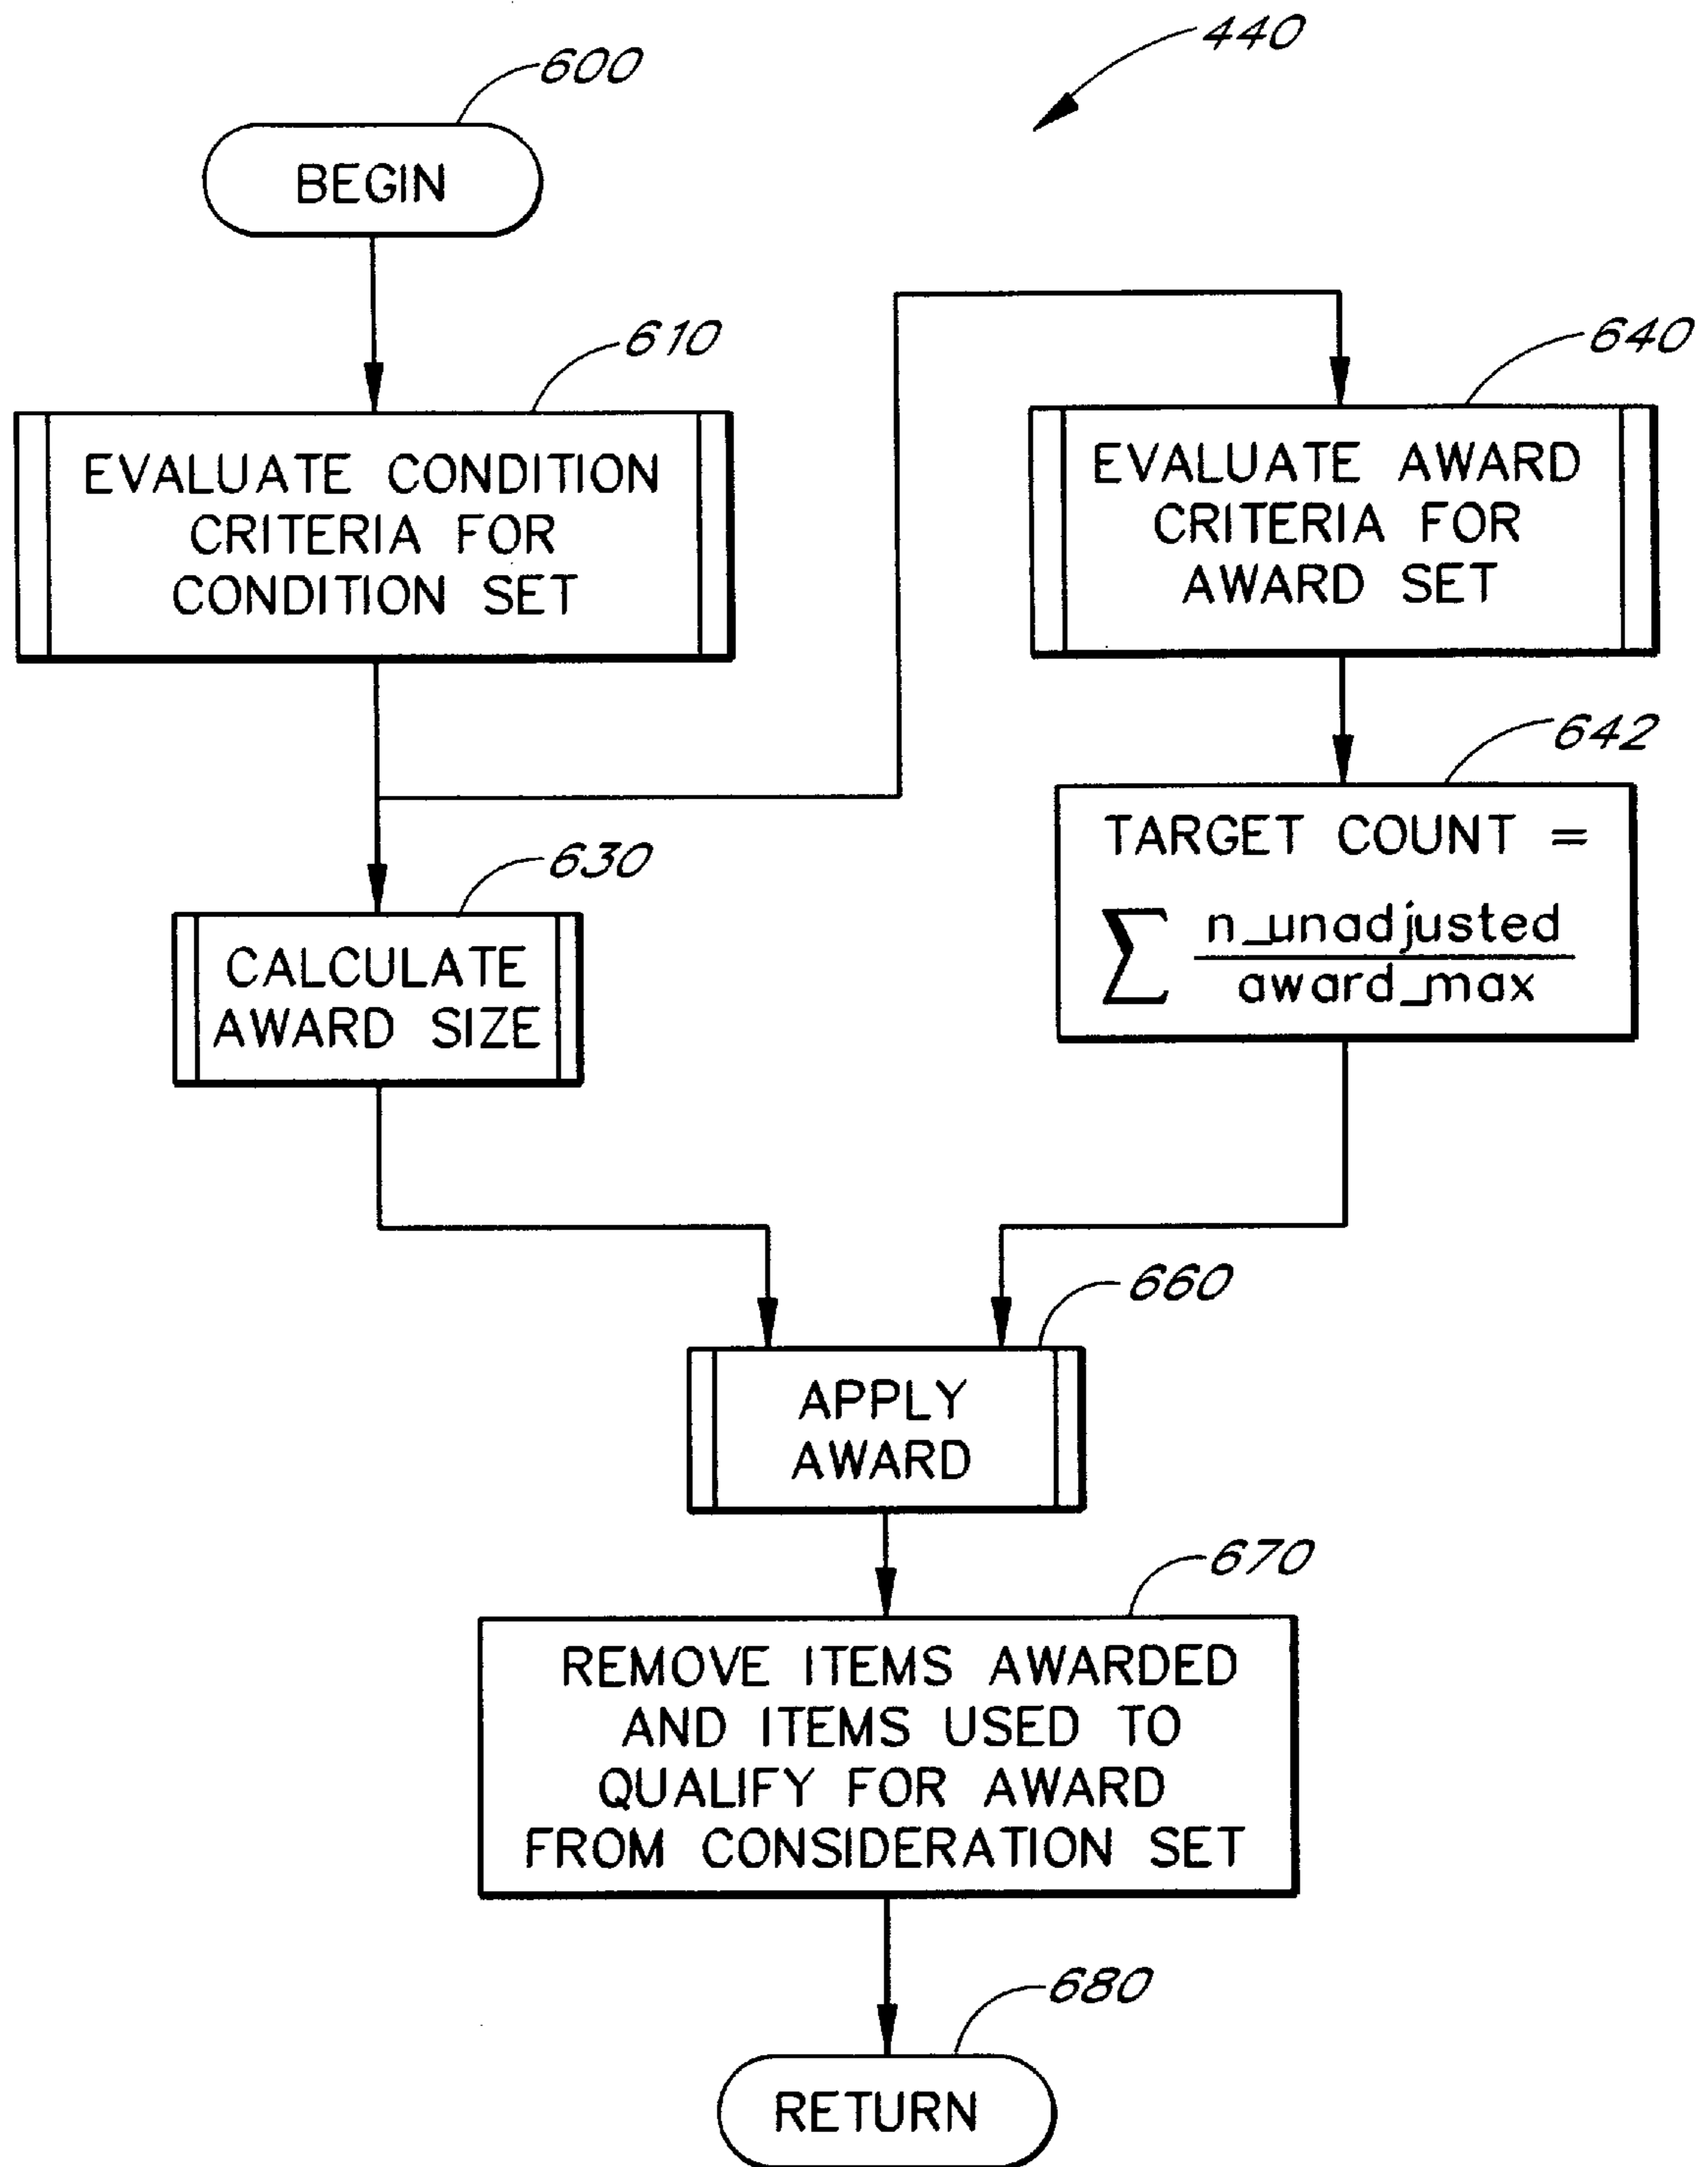 440
600
BEGIN
610
EVALUATE CONDITION
CRITERIA FOR
CONDITION SET
640
EVALUATE AWARD
CRITERIA FOR
AWARD SET
642
TARGET COUNT =
∑ n_unadjusted
award_max
630
CALCULATE
AWARD SIZE
660
APPLY
AWARD
670
REMOVE ITEMS AWARDED
AND ITEMS USED TO
QUALIFY FOR AWARD
FROM CONSIDERATION SET
680
RETURN